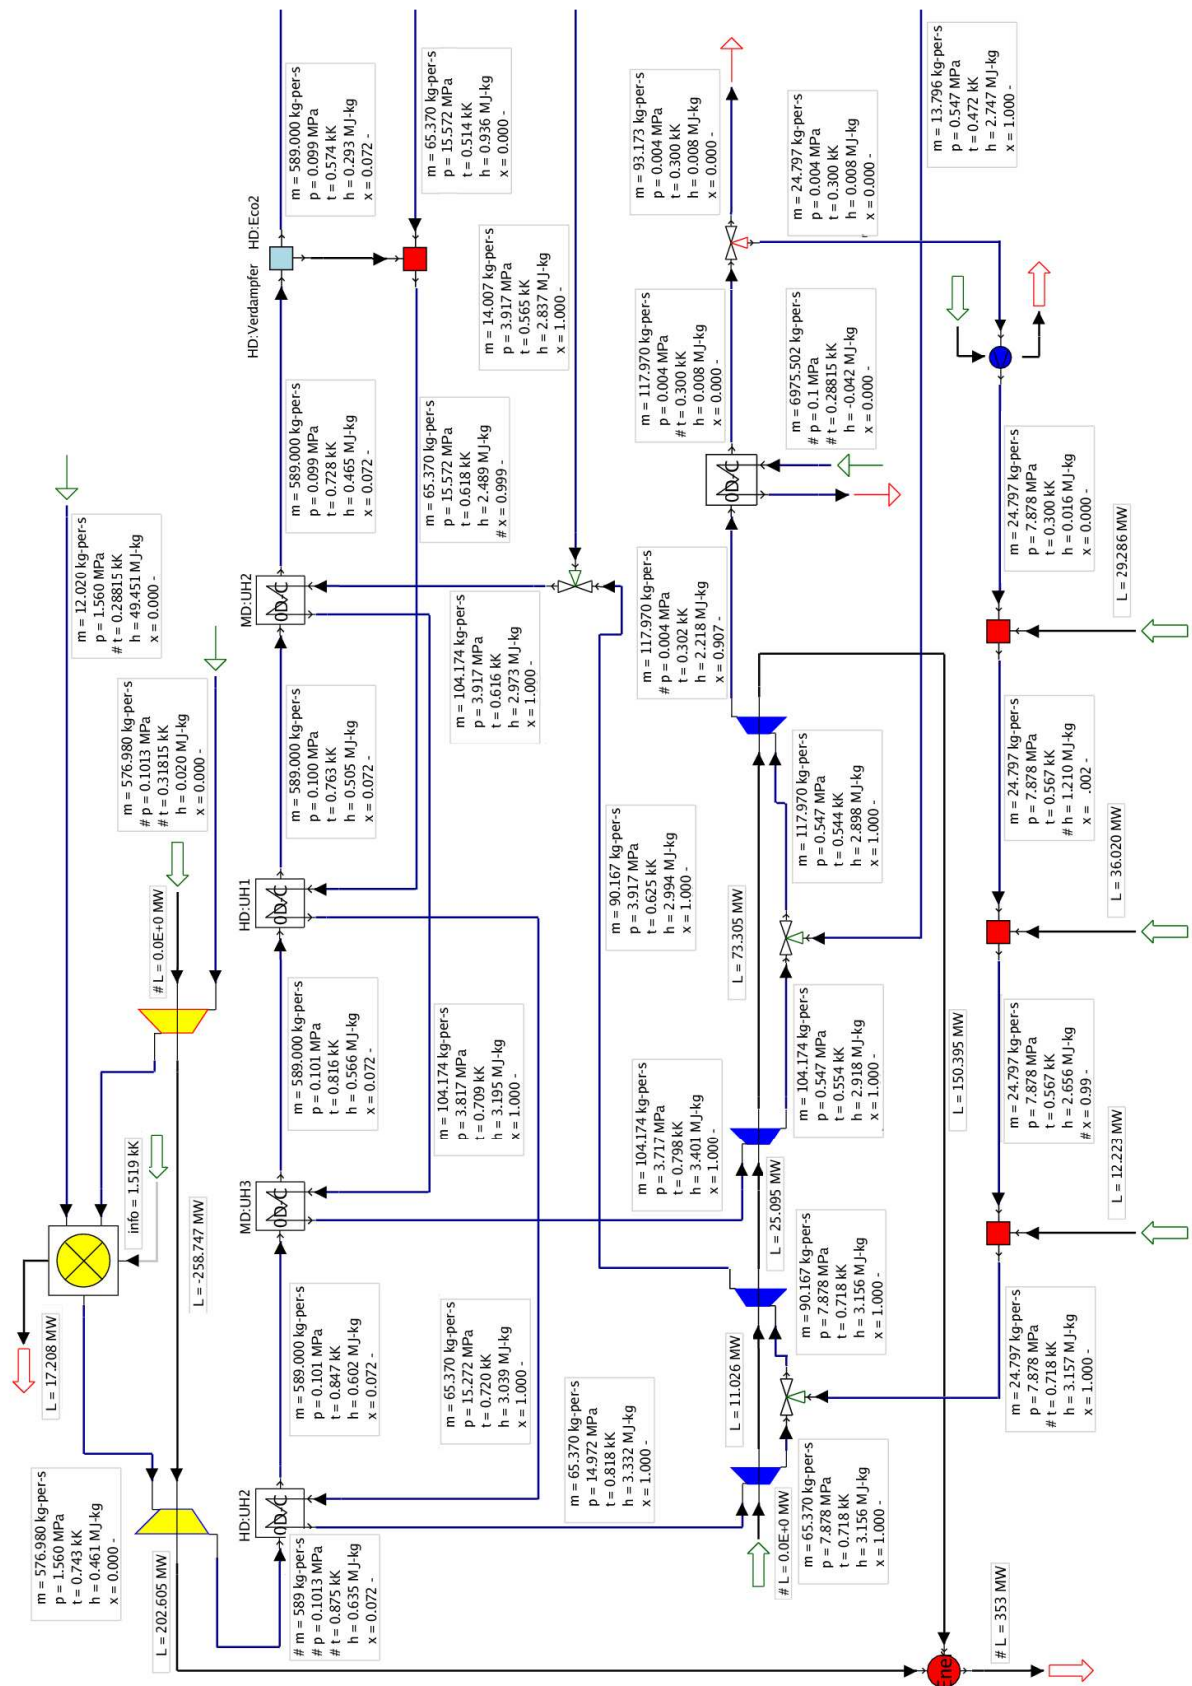 m = 12.020 kg-per-s
p = 1.560 MPa
# t = 0.28815 kK
h = 49.451 MJ-kg
x = 0.000 -
m = 576.980 kg-per-s
# p = 0.1013 MPa
# t = 0.31815 kK
h = 0.020 MJ-kg
x = 0.000 -
# L = 0.0E+0 MW
info = 1.519 kK
L = -258.747 MW
L = 17.208 MW
m = 576.980 kg-per-s
p = 1.560 MPa
t = 0.743 kK
h = 0.461 MJ-kg
x = 0.000 -
L = 202.605 MW
HD:Eco2
HD:Verdampfer
MD:UH2
HD:UH1
MD:UH3
HD:UH2
0D/C
0D/C
0D/C
0D/C
m = 589.000 kg-per-s
p = 0.099 MPa
t = 0.574 kK
h = 0.293 MJ-kg
x = 0.072 -
m = 589.000 kg-per-s
p = 0.099 MPa
t = 0.728 kK
h = 0.465 MJ-kg
x = 0.072 -
m = 589.000 kg-per-s
p = 0.100 MPa
t = 0.763 kK
h = 0.505 MJ-kg
x = 0.072 -
m = 589.000 kg-per-s
p = 0.101 MPa
t = 0.816 kK
h = 0.566 MJ-kg
x = 0.072 -
m = 589.000 kg-per-s
p = 0.101 MPa
t = 0.847 kK
h = 0.602 MJ-kg
x = 0.072 -
# m = 589 kg-per-s
# p = 0.1013 MPa
# t = 0.875 kK
h = 0.635 MJ-kg
x = 0.072 -
m = 65.370 kg-per-s
p = 15.572 MPa
t = 0.514 kK
h = 0.936 MJ-kg
x = 0.000 -
m = 65.370 kg-per-s
p = 15.572 MPa
t = 0.618 kK
h = 2.489 MJ-kg
# x = 0.999 -
m = 14.007 kg-per-s
p = 3.917 MPa
t = 0.565 kK
h = 2.837 MJ-kg
x = 1.000 -
m = 104.174 kg-per-s
p = 3.917 MPa
t = 0.616 kK
h = 2.973 MJ-kg
x = 1.000 -
m = 104.174 kg-per-s
p = 3.817 MPa
t = 0.709 kK
h = 3.195 MJ-kg
x = 1.000 -
m = 65.370 kg-per-s
p = 15.272 MPa
t = 0.720 kK
h = 3.039 MJ-kg
x = 1.000 -
m = 65.370 kg-per-s
p = 14.972 MPa
t = 0.818 kK
h = 3.332 MJ-kg
x = 1.000 -
m = 90.167 kg-per-s
p = 3.917 MPa
t = 0.625 kK
h = 2.994 MJ-kg
x = 1.000 -
m = 104.174 kg-per-s
p = 3.717 MPa
t = 0.798 kK
h = 3.401 MJ-kg
x = 1.000 -
m = 93.173 kg-per-s
p = 0.004 MPa
t = 0.300 kK
h = 0.008 MJ-kg
x = 0.000 -
m = 24.797 kg-per-s
p = 0.004 MPa
t = 0.300 kK
h = 0.008 MJ-kg
x = 0.000 -
m = 117.970 kg-per-s
p = 0.004 MPa
# t = 0.300 kK
h = 0.008 MJ-kg
x = 0.000 -
m = 6975.502 kg-per-s
# p = 0.1 MPa
# t = 0.28815 kK
h = -0.042 MJ-kg
x = 0.000 -
0D/C
m = 117.970 kg-per-s
# p = 0.004 MPa
t = 0.302 kK
h = 2.218 MJ-kg
x = 0.907 -
m = 117.970 kg-per-s
p = 0.547 MPa
t = 0.544 kK
h = 2.898 MJ-kg
x = 1.000 -
L = 73.305 MW
m = 104.174 kg-per-s
p = 0.547 MPa
t = 0.554 kK
h = 2.918 MJ-kg
x = 1.000 -
L = 25.095 MW
m = 90.167 kg-per-s
p = 7.878 MPa
t = 0.718 kK
h = 3.156 MJ-kg
x = 1.000 -
L = 11.026 MW
m = 65.370 kg-per-s
p = 7.878 MPa
t = 0.718 kK
h = 3.156 MJ-kg
x = 1.000 -
# L = 0.0E+0 MW
m = 13.796 kg-per-s
p = 0.547 MPa
t = 0.472 kK
h = 2.747 MJ-kg
x = 1.000 -
L = 150.395 MW
# L = 353 MW
m = 24.797 kg-per-s
p = 7.878 MPa
t = 0.300 kK
h = 0.016 MJ-kg
x = 0.000 -
L = 29.286 MW
m = 24.797 kg-per-s
p = 7.878 MPa
t = 0.567 kK
# h = 1.210 MJ-kg
x = .002 -
L = 36.020 MW
m = 24.797 kg-per-s
p = 7.878 MPa
t = 0.567 kK
h = 2.656 MJ-kg
# x = 0.99 -
L = 12.223 MW
m = 24.797 kg-per-s
p = 7.878 MPa
# t = 0.718 kK
h = 3.157 MJ-kg
x = 1.000 -